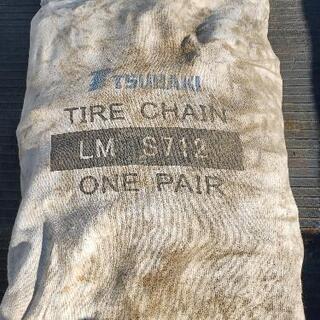 TSUBAKI
TIRE CHAIN
LM S712
ONE PAIR